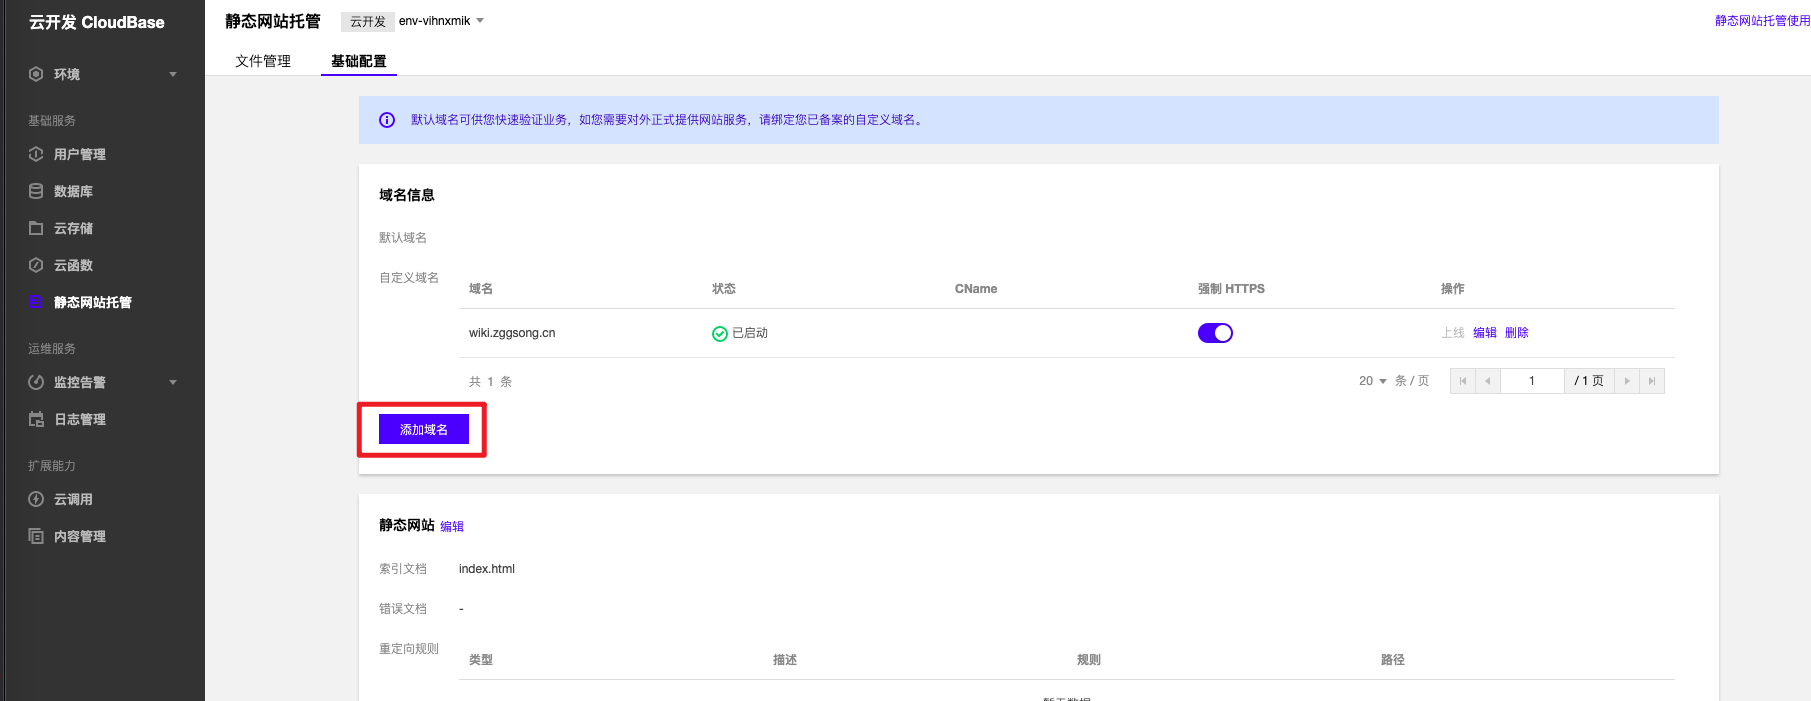 云开发 CloudBase
环境
基础服务
用户管理
数据库
云存储
云函数
静态网站托管
运维服务
监控告警
日志管理
扩展能力
云调用
内容管理
静态网站托管 云开发 env-vihnxmik
静态网站托管使用
文件管理 基础配置
默认域名可供您快速验证业务，如您需要对外正式提供网站服务，请绑定您已备案的自定义域名。
域名信息
默认域名
自定义域名
域名 状态 CName 强制 HTTPS 操作
wiki.zggsong.cn 已启动 上线 编辑 删除
共 1 条 20 条 / 页 1 / 1 页
添加域名
静态网站 编辑
索引文档 index.html
错误文档 -
重定向规则
类型 描述 规则 路径